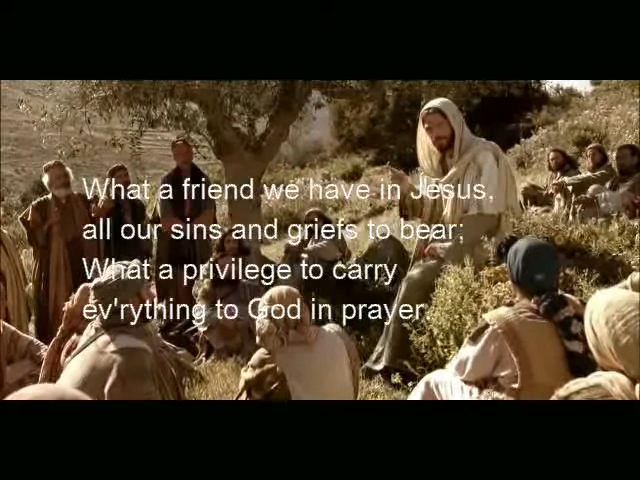 What a friend we have in Jesus,
all our sins and griefs to bear;
What a privilege to carry
ev'rything to God in prayer.